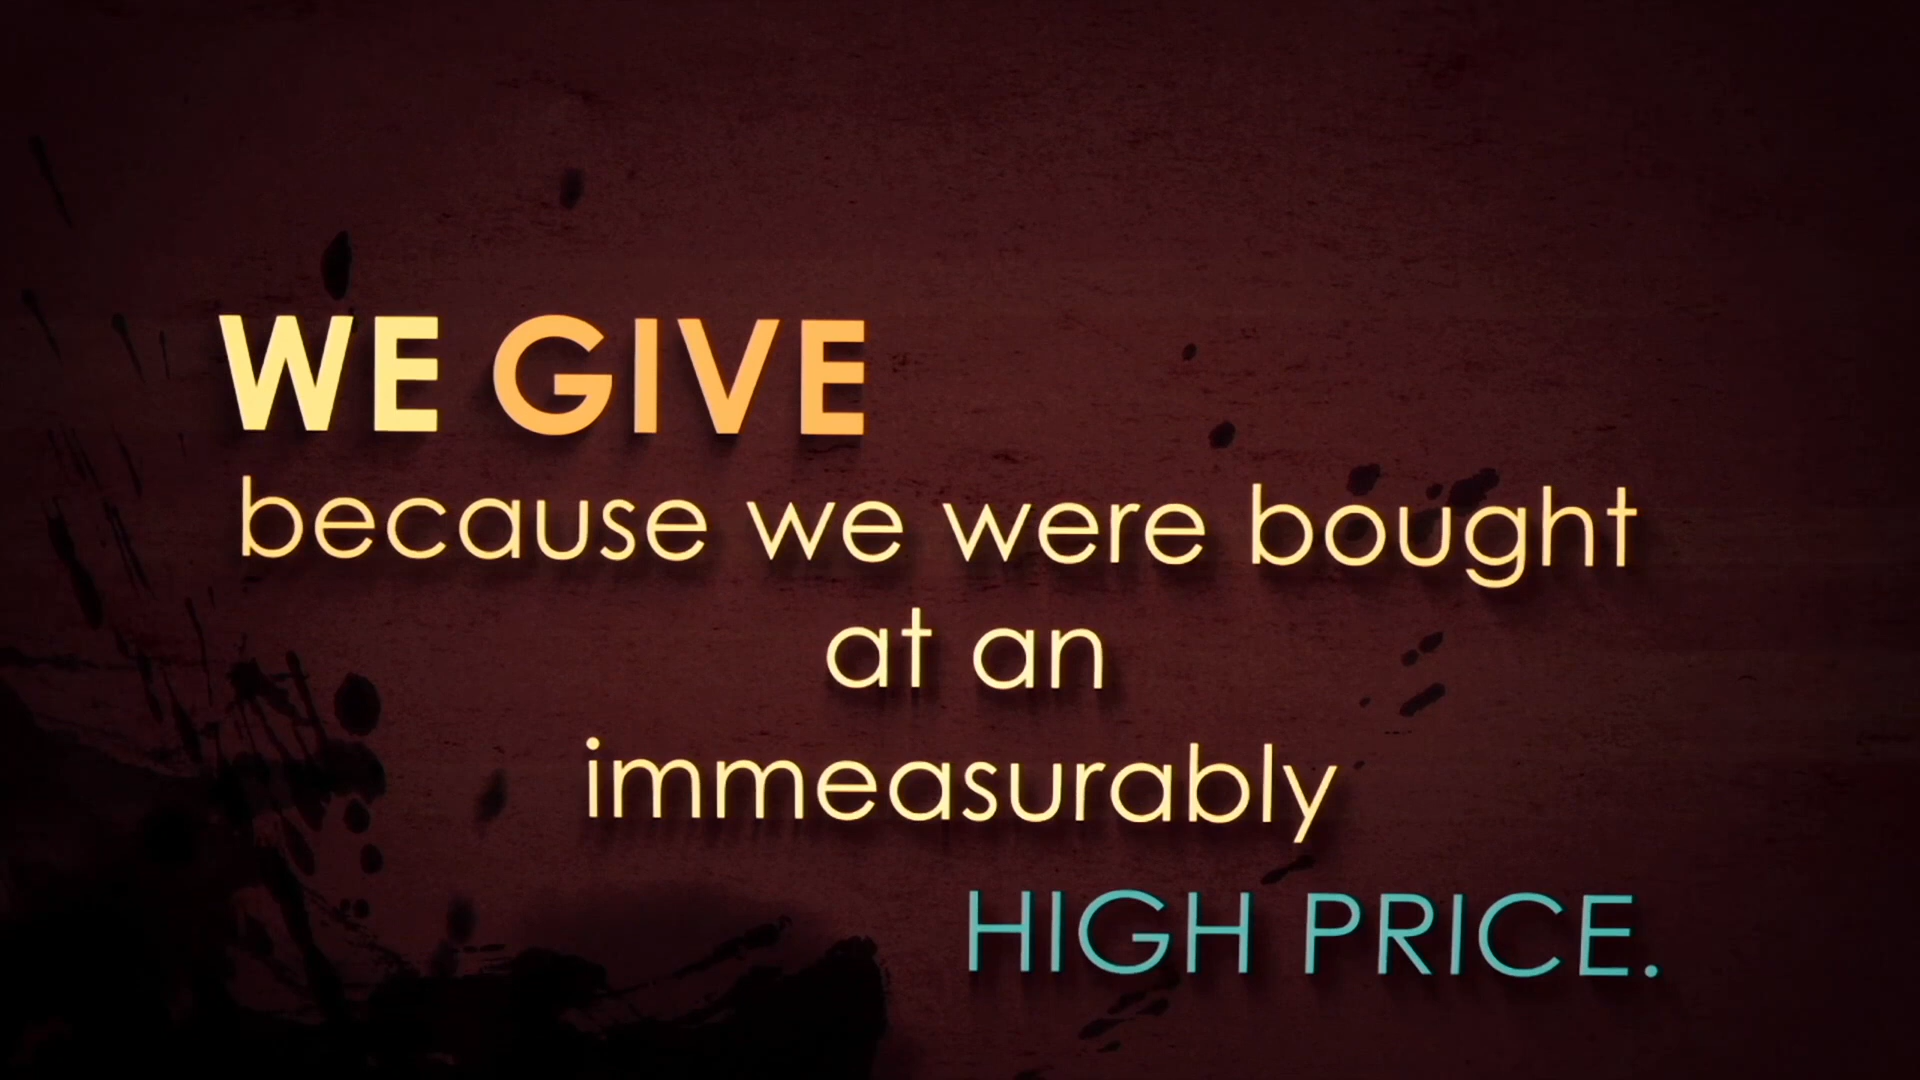 WE GIVE
because we were bought
at an
immeasurably
HIGH PRICE.